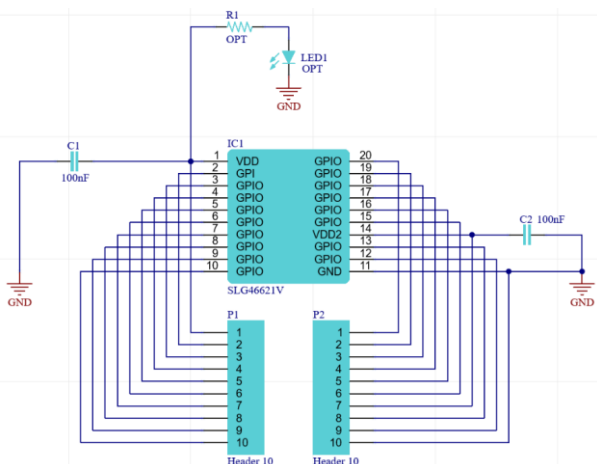 R1
OPT
LED1
OPT
GND
C1
100nF
GND
IC1
1 VDD GPIO 20
2 GPI GPIO 19
3 GPIO GPIO 18
4 GPIO GPIO 17
5 GPIO GPIO 16
6 GPIO GPIO 15
7 GPIO VDD2 14
8 GPIO GPIO 13
9 GPIO GPIO 12
10 GPIO GND 11
SLG46621V
C2 100nF
GND
P1
1
2
3
4
5
6
7
8
9
10
Header 10
P2
1
2
3
4
5
6
7
8
9
10
Header 10